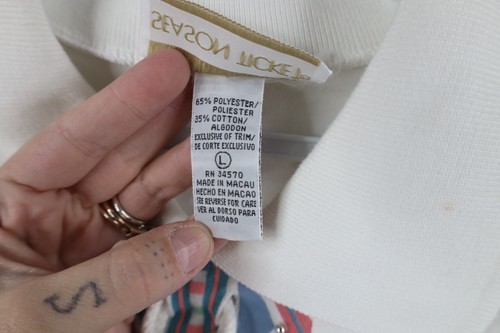 SEASON TICKET
65% POLYESTER/
POLIESTER
35% COTTON/
ALGODON
EXCLUSIVE OF TRIM/
DE CORTE EXCLUSIVO
L
RN 34570
MADE IN MACAU
HECHO EN MACAO
SEE REVERSE FOR CARE
VER AL DORSO PARA
CUIDADO